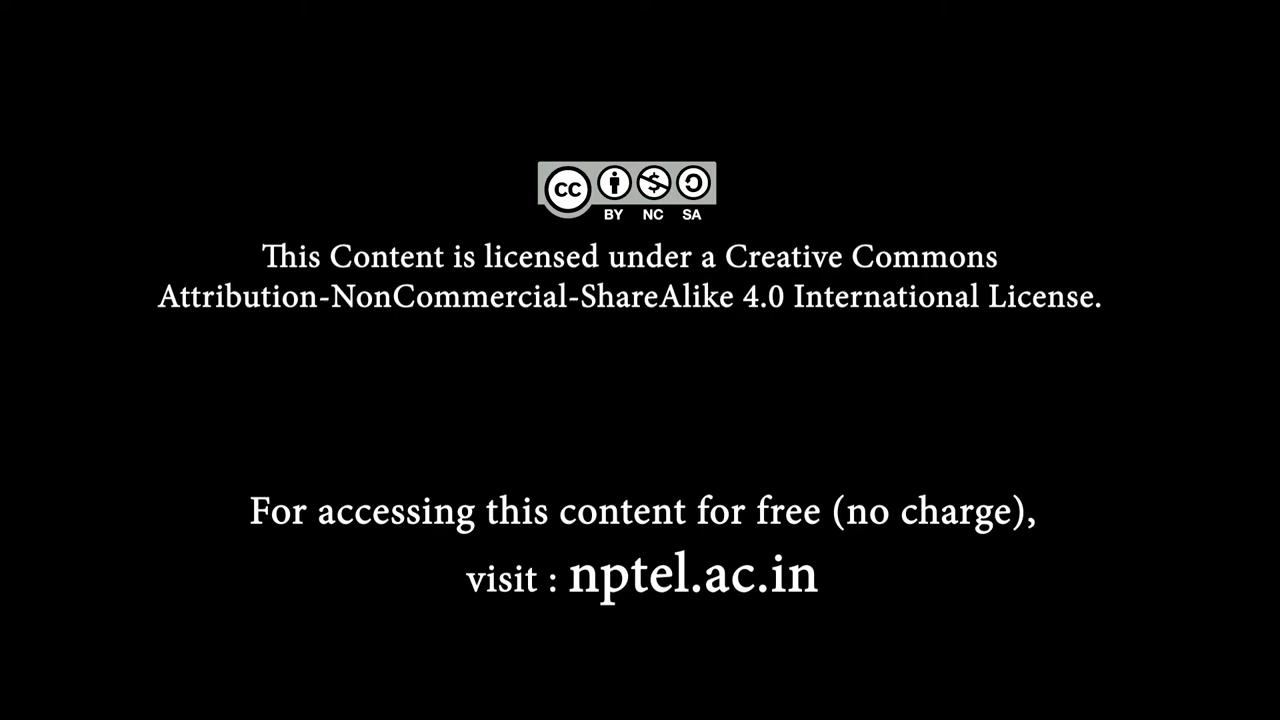 CC BY NC SA
This Content is licensed under a Creative Commons
Attribution-NonCommercial-ShareAlike 4.0 International License.
For accessing this content for free (no charge),
visit : nptel.ac.in